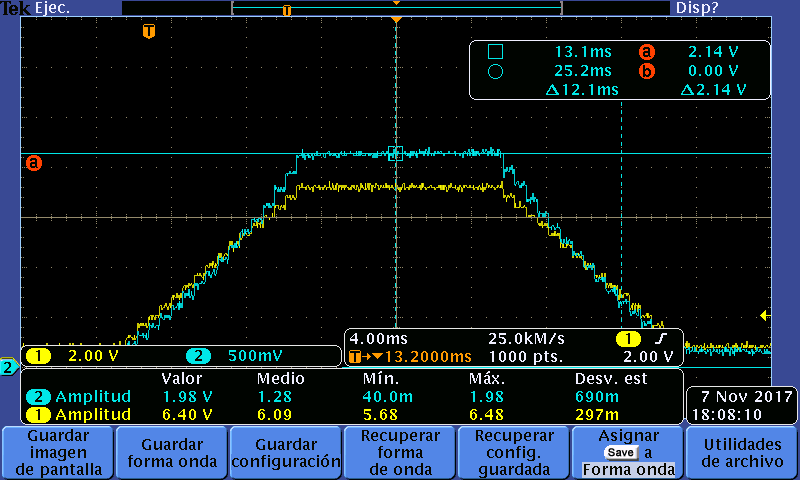 Tek Ejec. Disp?
T
T
13.1ms a 2.14 V
25.2ms b 0.00 V
Δ12.1ms Δ2.14 V
a
1 2.00 V 2 500mV
4.00ms 25.0kM/s 1
T→▼13.2000ms 1000 pts. 2.00 V
2
Valor Medio Mín. Máx. Desv. est
2 Amplitud 1.98 V 1.28 40.0m 1.98 690m
1 Amplitud 6.40 V 6.09 5.68 6.48 297m
7 Nov 2017
18:08:10
Guardar
imagen
de pantalla
Guardar
forma onda
Guardar
configuración
Recuperar
forma
de onda
Recuperar
config.
guardada
Asignar
Save a
Forma onda
Utilidades
de archivo